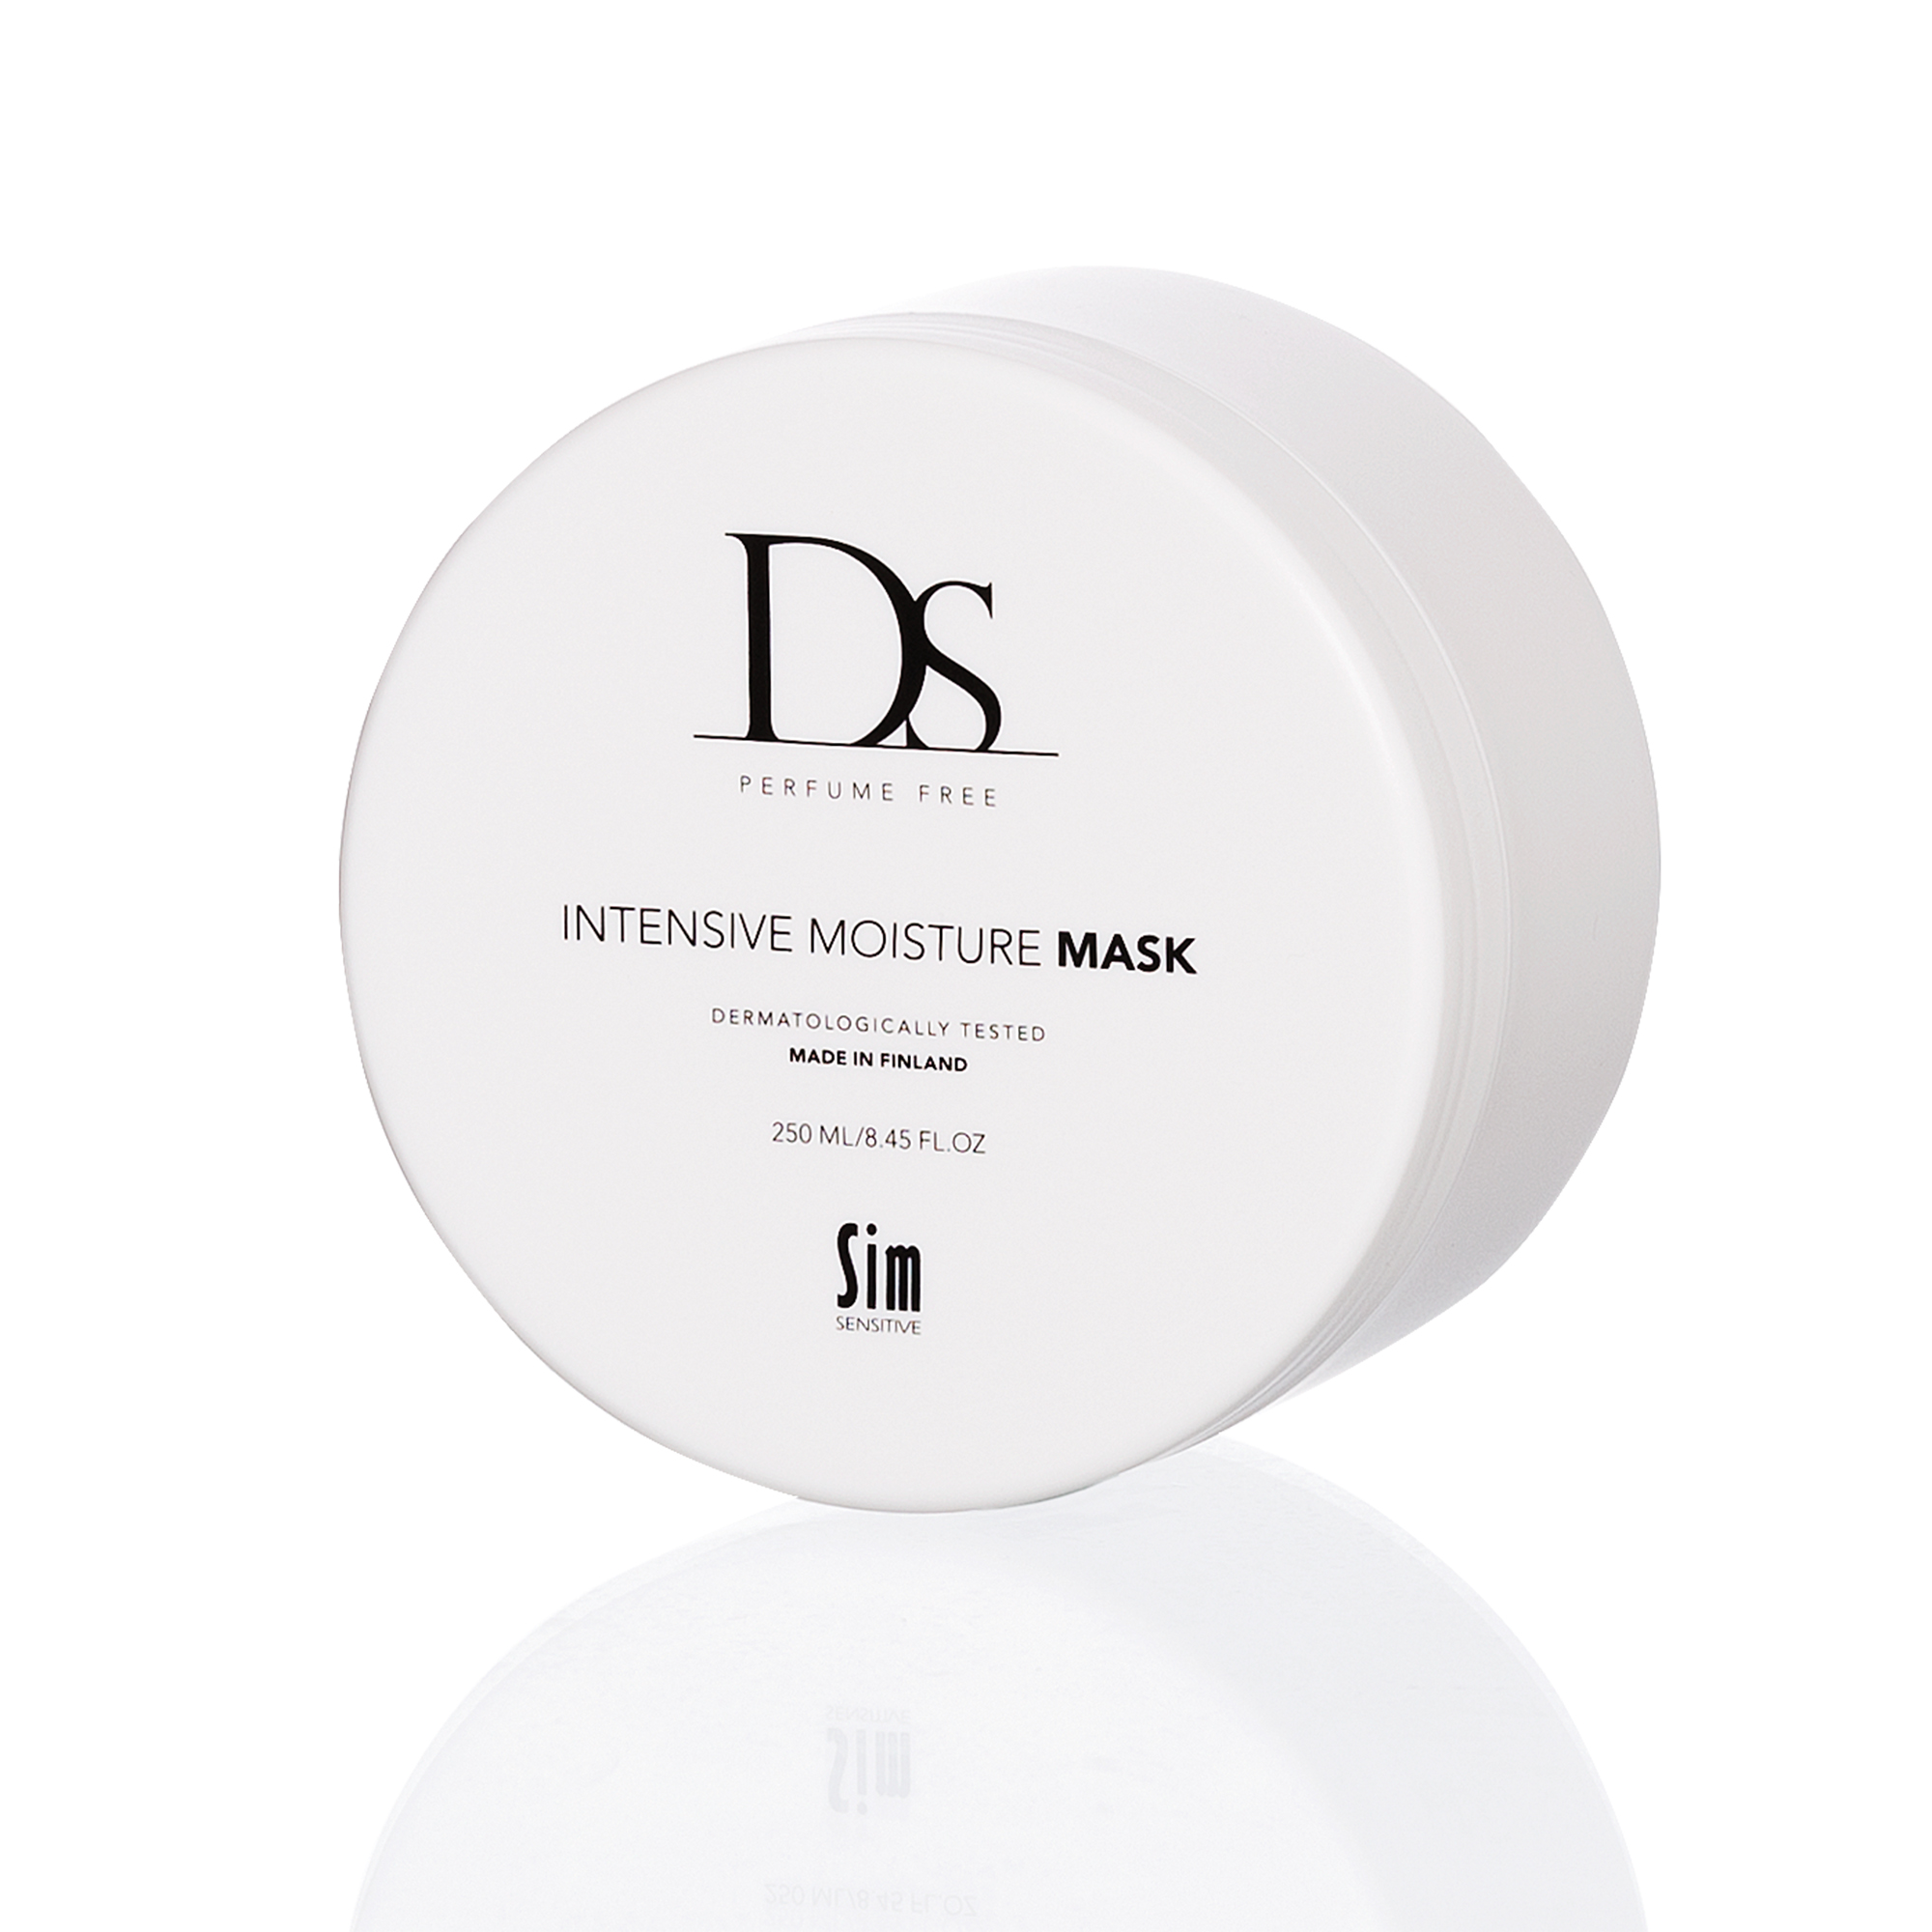 DS
PERFUME FREE
INTENSIVE MOISTURE MASK
DERMATOLOGICALLY TESTED
MADE IN FINLAND
250 ML/8.45 FL.OZ
Sim
SENSITIVE